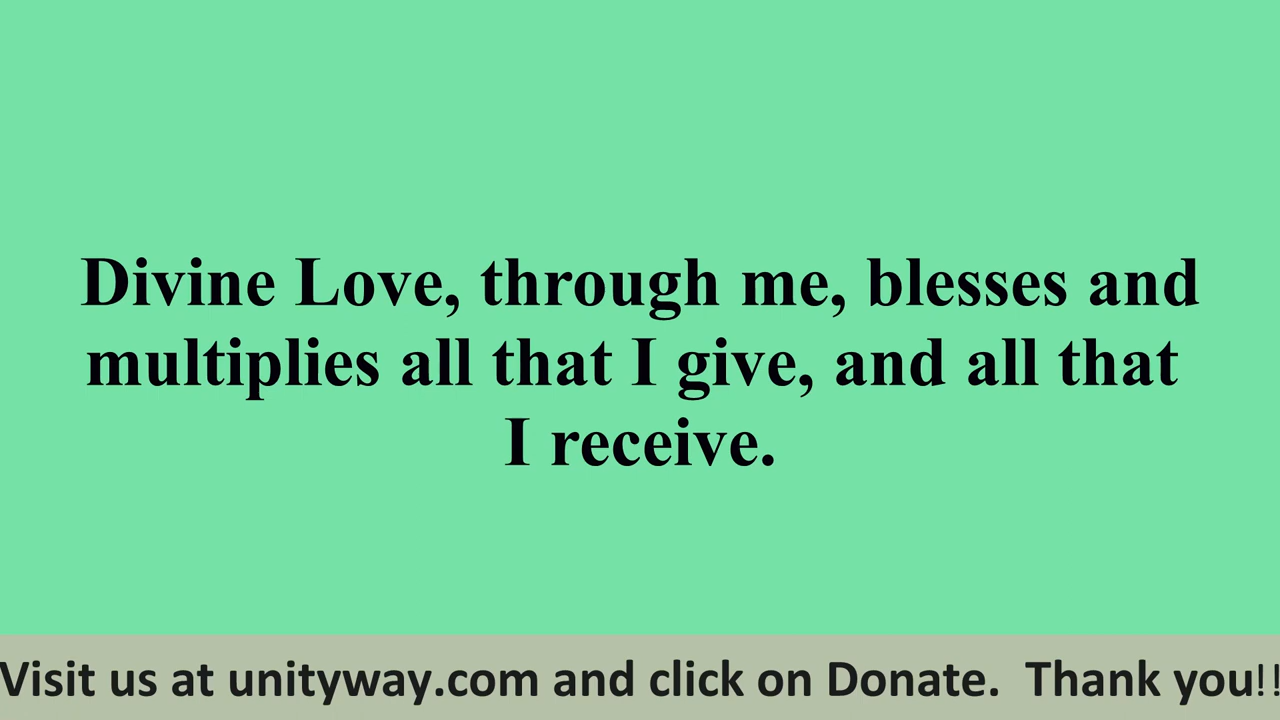 Divine Love, through me, blesses and
multiplies all that I give, and all that
I receive.
Visit us at unityway.com and click on Donate.  Thank you!!